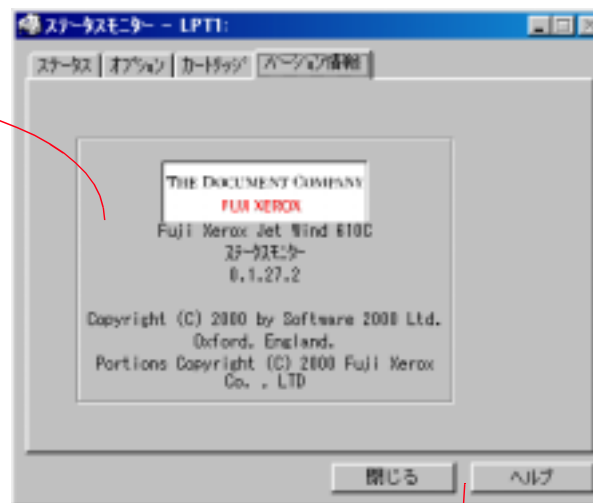 ステータスモニター - LPT1:
ステータス オプション カートリッジ バージョン情報
THE DOCUMENT COMPANY
FUJI XEROX
Fuji Xerox Jet Wind 610C
ステータスモニター
0.1.27.2
Copyright (C) 2000 by Software 2000 Ltd.
Oxford. England.
Portions Copyright (C) 2000 Fuji Xerox
Co. , LTD
閉じる ヘルプ